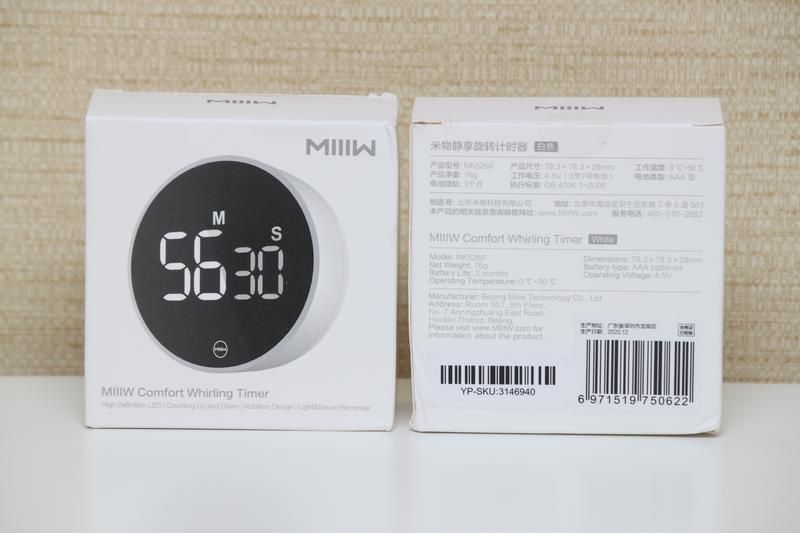 MIIIW
MIIIW
M
S
56 30
MIIIW
MIIIW Comfort Whirling Timer
High Definition LED | Counting Up and Down | Rotation Design | Light&Sound Reminder
MIIIW
米物静享旋转计时器 白色
产品型号: NK5260 产品尺寸: 78.3×78.3×28mm 工作温度: 0℃~50℃
产品净重: 76g 工作电压: 4.5V（3节7号电池） 电池类型: AAA 型
电池续航: 3个月 执行标准: GB 4706.1-2005
制造商: 北京米物科技有限公司 地址: 北京市海淀区安宁庄东路 7 号 5 层 501
本产品的相关信息查询销售网址: www.MIIIW.com 服务电话: 400-010-2882
MIIIW Comfort Whirling Timer White
Model: NK5260 Dimensions: 78.3×78.3×28mm
Net Weight: 76g Battery type: AAA batteries
Battery Life: 3 months Operating Voltage: 4.5V
Operating Temperature: 0℃~50℃
Manufacturer: Beijing Miiiw Technology Co., Ltd.
Address: Room 501, 5th Floor,
No. 7 Anningzhuang East Road,
Haidian District, Beijing.
Please visit www.MIIIW.com for
information about the product.
生产地址: 广东省深圳市龙岗区
生产日期: 2020.12
合格证
YP-SKU:3146940
6 971519 750622